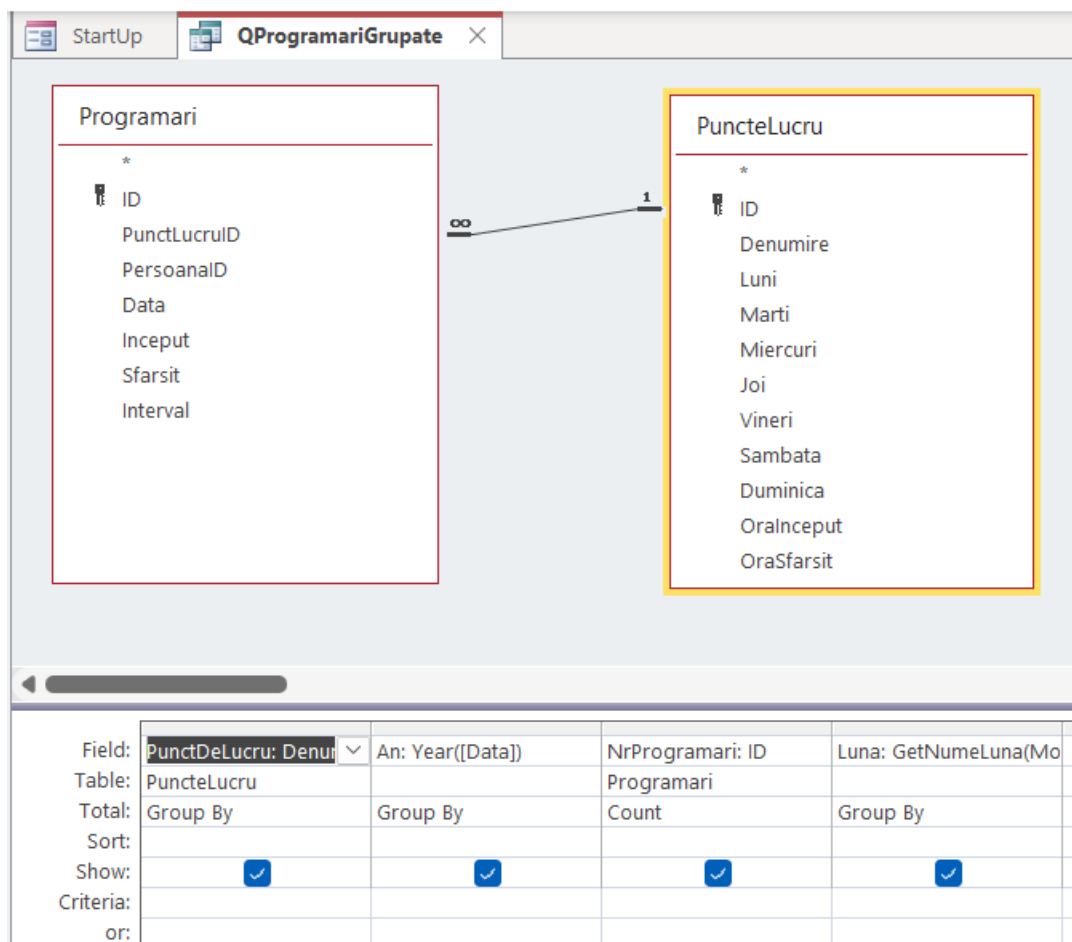 StartUp
QProgramariGrupate
Programari
*
ID
PunctLucruID
PersoanaID
Data
Inceput
Sfarsit
Interval
∞
1
PuncteLucru
*
ID
Denumire
Luni
Marti
Miercuri
Joi
Vineri
Sambata
Duminica
OraInceput
OraSfarsit
Field: PunctDeLucru: Denur An: Year([Data]) NrProgramari: ID Luna: GetNumeLuna(Mo
Table: PuncteLucru Programari
Total: Group By Group By Count Group By
Sort:
Show:
Criteria:
or: